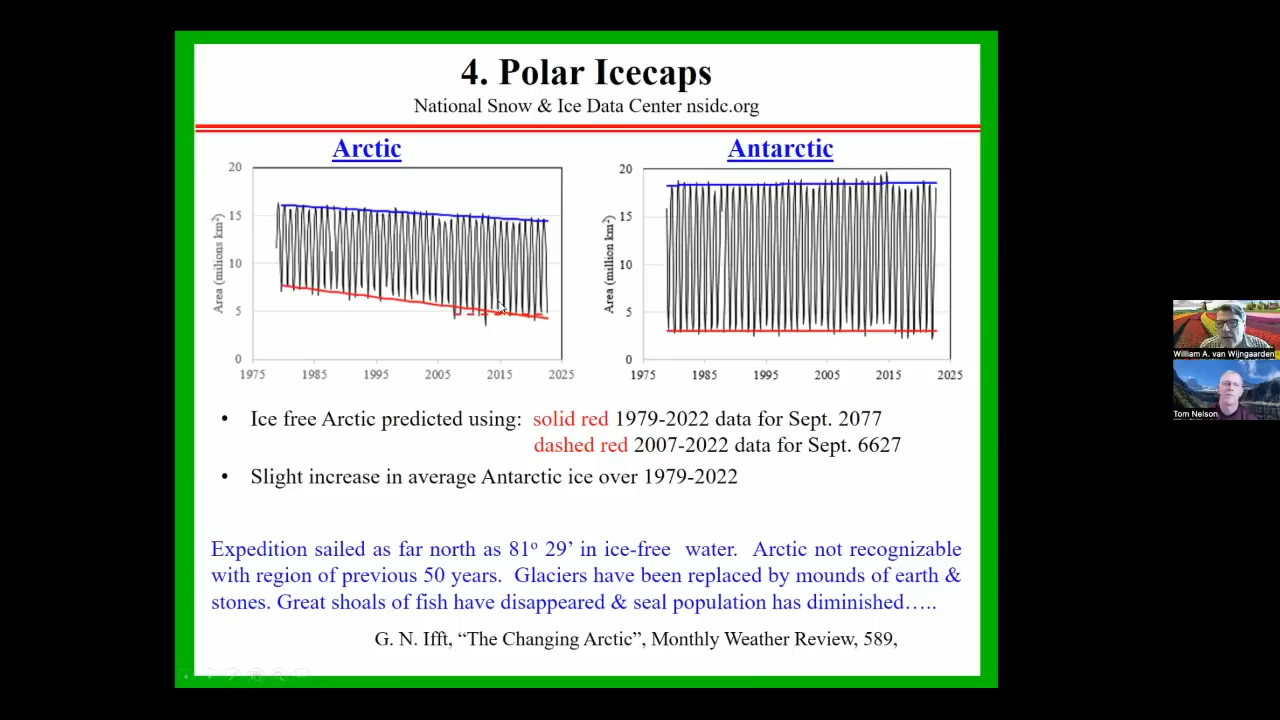 4. Polar Icecaps
National Snow & Ice Data Center nsidc.org
Arctic
Antarctic
20
15
10
5
0
Area (milions km²)
1975 1985 1995 2005 2015 2025
20
15
10
5
0
Area (million km²)
1975 1985 1995 2005 2015 2025
• Ice free Arctic predicted using: solid red 1979-2022 data for Sept. 2077
dashed red 2007-2022 data for Sept. 6627
• Slight increase in average Antarctic ice over 1979-2022
Expedition sailed as far north as 81º 29’ in ice-free water. Arctic not recognizable
with region of previous 50 years. Glaciers have been replaced by mounds of earth &
stones. Great shoals of fish have disappeared & seal population has diminished…..
G. N. Ifft, “The Changing Arctic”, Monthly Weather Review, 589,
William A. van Wijngaarden
Tom Nelson